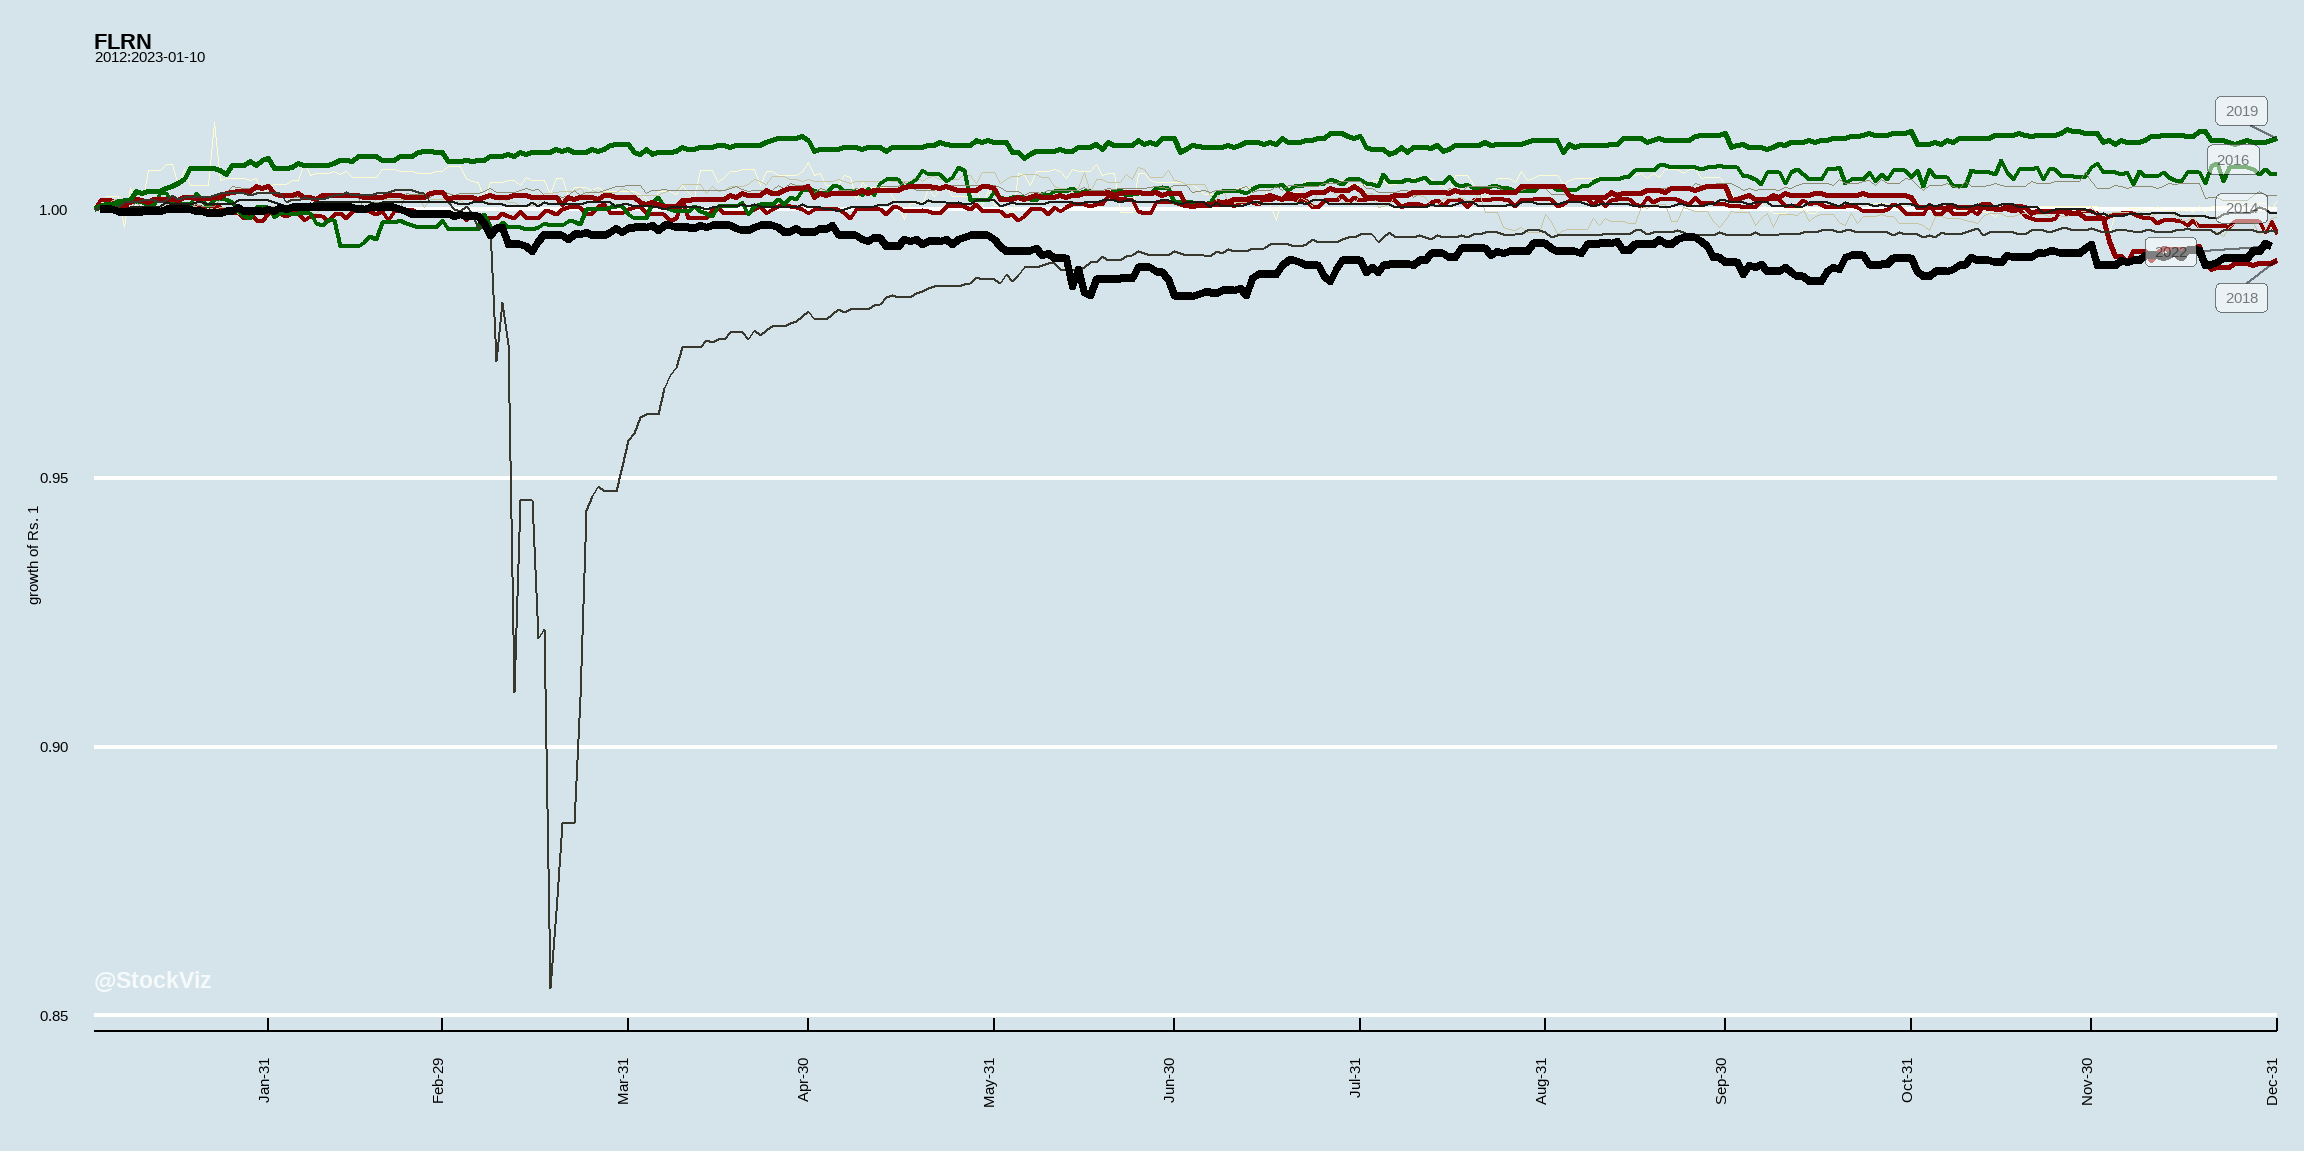 FLRN
2012:2023-01-10
2019
2016
1.00
2014
2022
2018
0.95
growth of Rs. 1
0.90
@StockViz
0.85
Jan-31
Feb-29
Mar-31
Apr-30
May-31
Jun-30
Jul-31
Aug-31
Sep-30
Oct-31
Nov-30
Dec-31